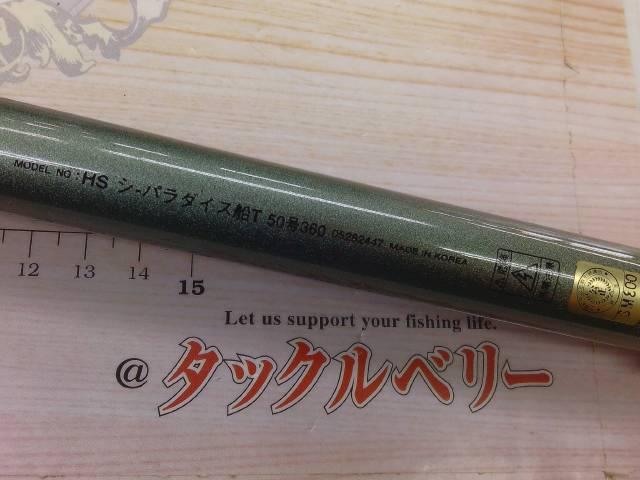 MODEL NO : HS シーパラダイス船T 50号360 05262447 MADE IN KOREA
12 13 14 15
Let us support your fishing life.
@タックルベリー